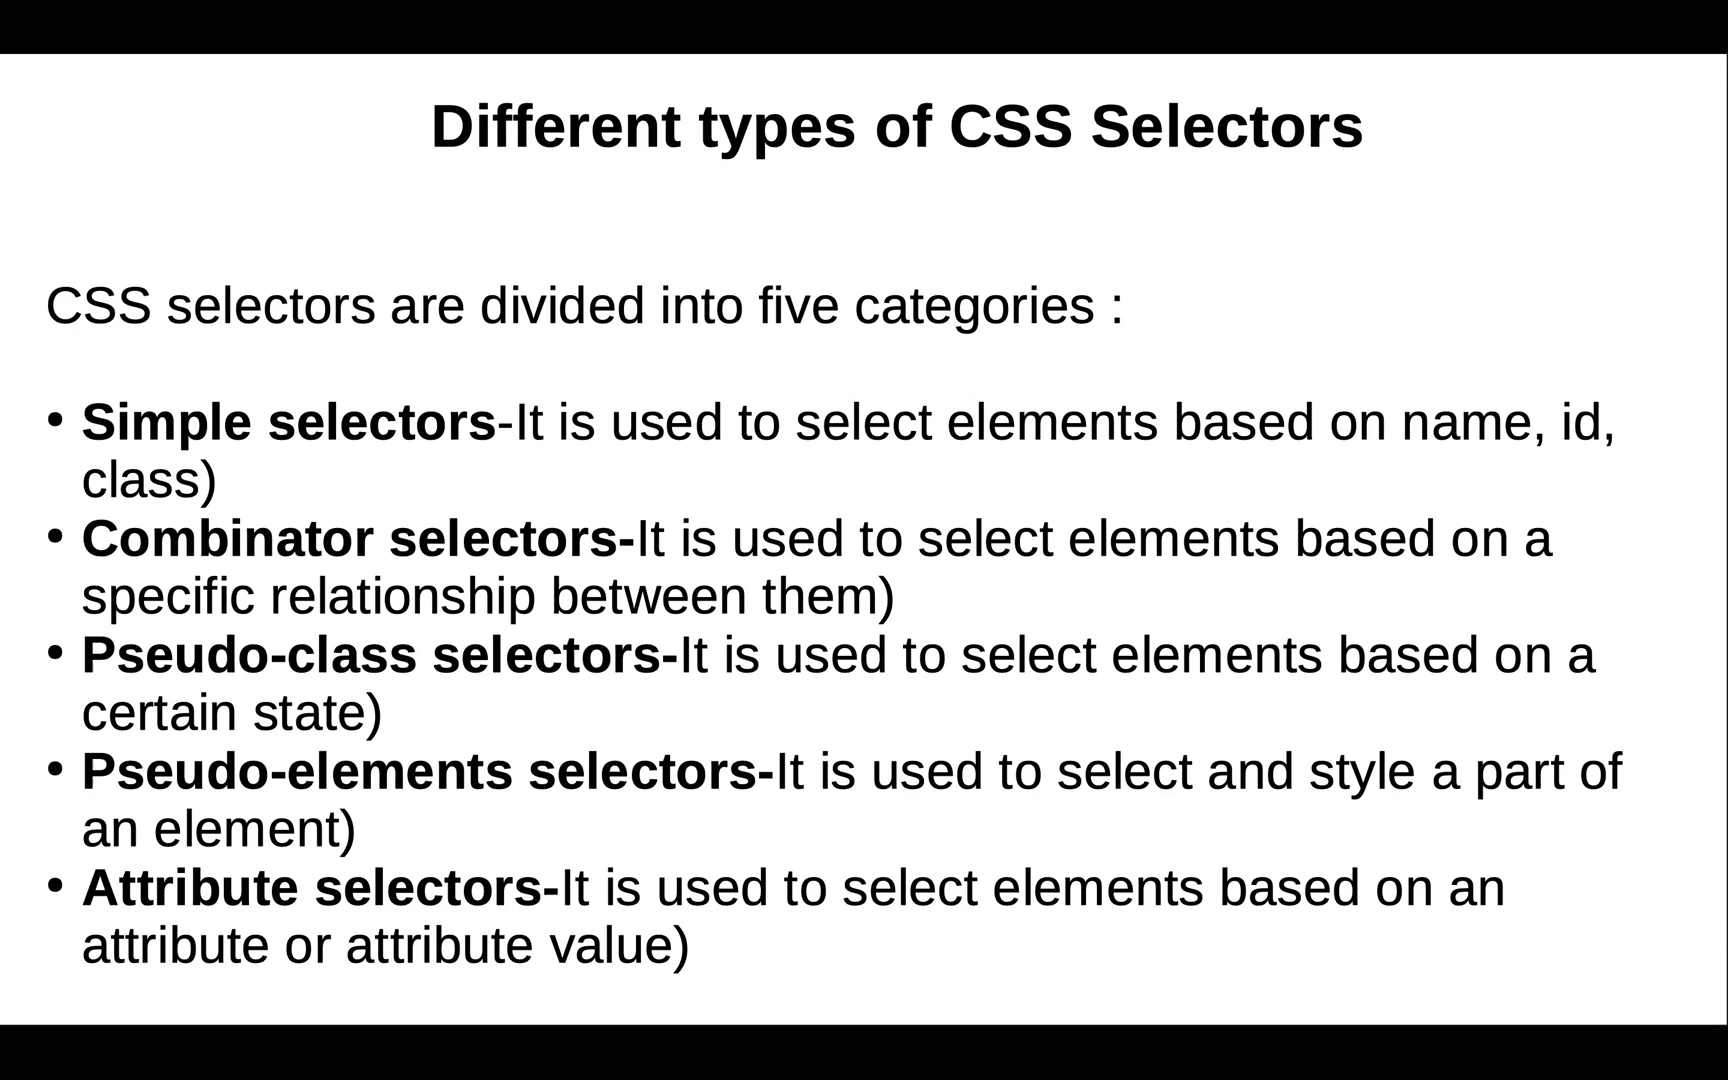 Different types of CSS Selectors
CSS selectors are divided into five categories :
• Simple selectors-It is used to select elements based on name, id,
class)
• Combinator selectors-It is used to select elements based on a
specific relationship between them)
• Pseudo-class selectors-It is used to select elements based on a
certain state)
• Pseudo-elements selectors-It is used to select and style a part of
an element)
• Attribute selectors-It is used to select elements based on an
attribute or attribute value)